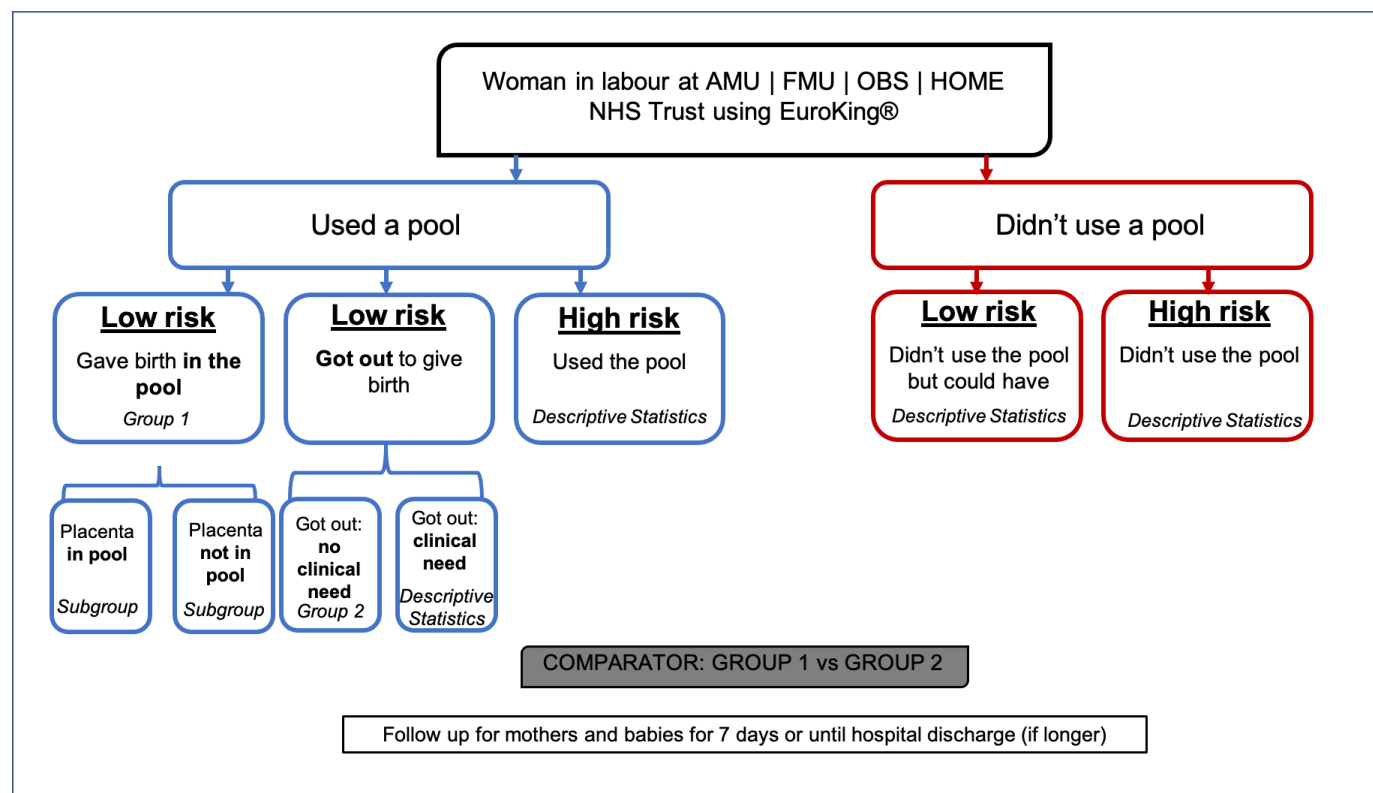 Woman in labour at AMU | FMU | OBS | HOME
NHS Trust using EuroKing®
Used a pool
Didn’t use a pool
Low risk
Gave birth in the
pool
Group 1
Low risk
Got out to give
birth
High risk
Used the pool
Descriptive Statistics
Low risk
Didn’t use the pool
but could have
Descriptive Statistics
High risk
Didn’t use the pool
Descriptive Statistics
Placenta
in pool
Subgroup
Placenta
not in
pool
Subgroup
Got out:
no
clinical
need
Group 2
Got out:
clinical
need
Descriptive
Statistics
COMPARATOR: GROUP 1 vs GROUP 2
Follow up for mothers and babies for 7 days or until hospital discharge (if longer)